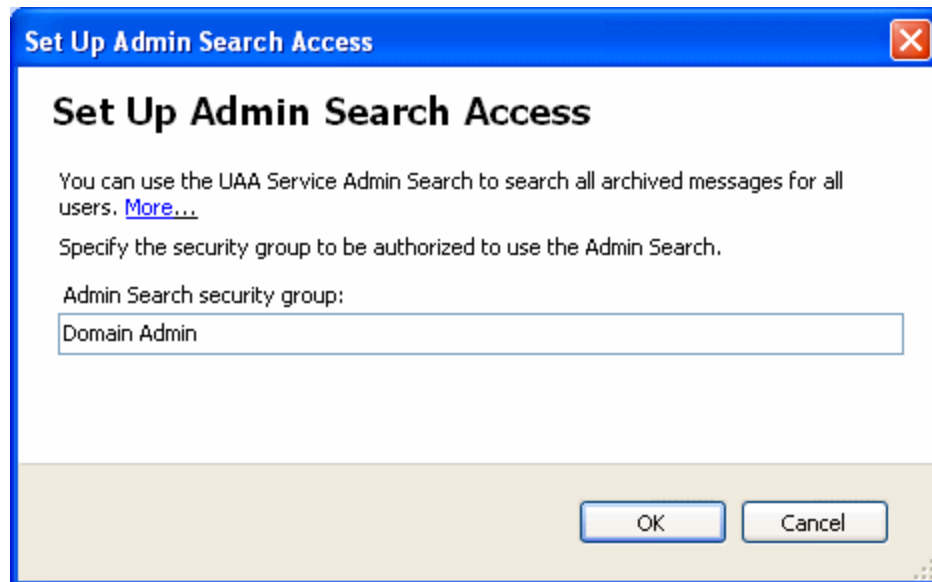 Set Up Admin Search Access
Set Up Admin Search Access
You can use the UAA Service Admin Search to search all archived messages for all
users. More...
Specify the security group to be authorized to use the Admin Search.
Admin Search security group:
Domain Admin
OK Cancel